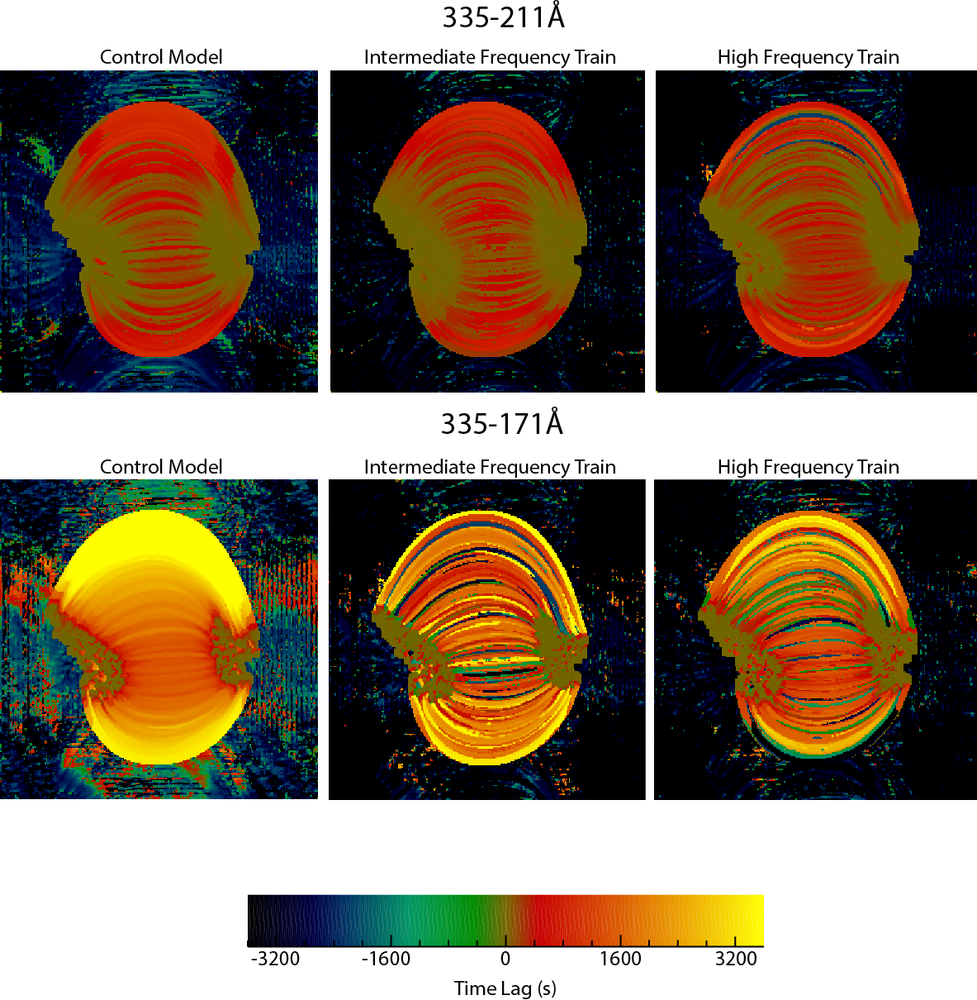 335-211Å
Control Model Intermediate Frequency Train High Frequency Train
335-171Å
Control Model Intermediate Frequency Train High Frequency Train
-3200 -1600 0 1600 3200
Time Lag (s)